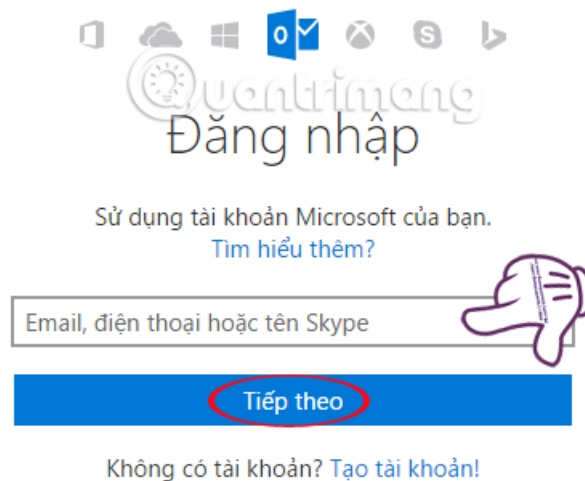 Quantrimang
Đăng nhập
Sử dụng tài khoản Microsoft của bạn.
Tìm hiểu thêm?
Email, điện thoại hoặc tên Skype
Tiếp theo
Không có tài khoản? Tạo tài khoản!